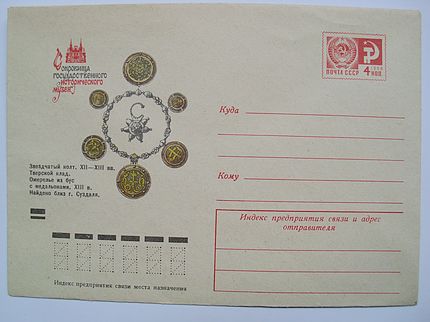 Сокровища
государственного
исторического
музея
ПОЧТА СССР 4 КОП
Куда
Звездчатый колт. XII—XIII вв.
Тверской клад.
Ожерелье из бус
с медальонами, XIII в.
Найдено близ г. Суздаля.
Кому
Индекс предприятия связи и адрес
отправителя
Индекс предприятия связи места назначения